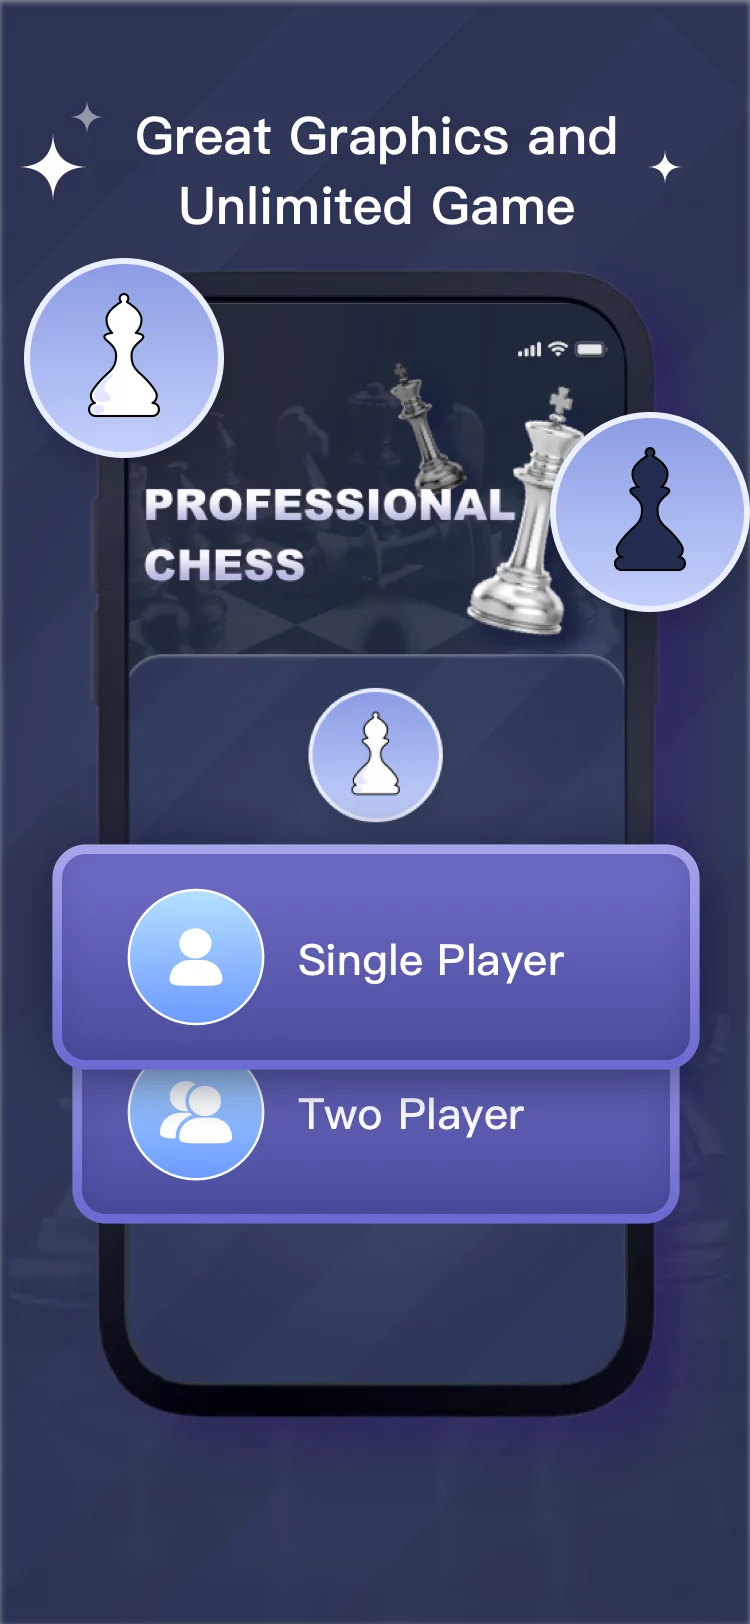 Great Graphics and
Unlimited Game
PROFESSIONAL
CHESS
Single Player
Two Player